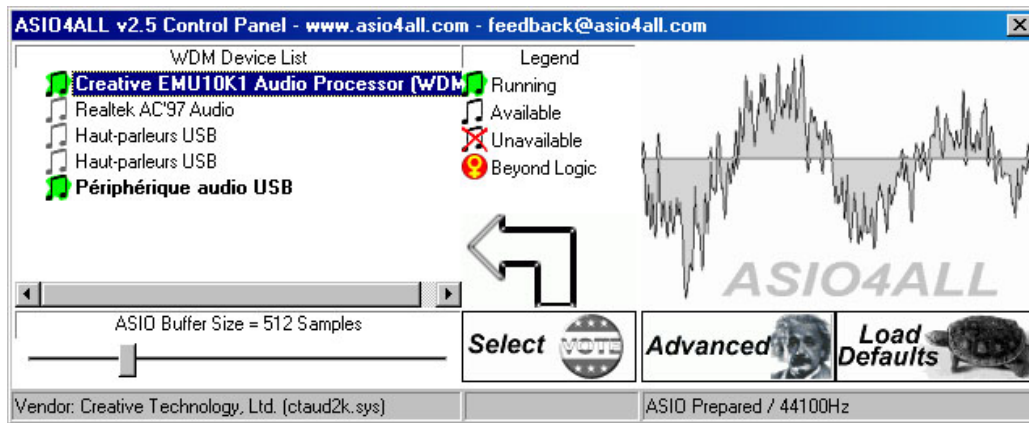 ASIO4ALL v2.5 Control Panel - www.asio4all.com - feedback@asio4all.com
WDM Device List
Creative EMU10K1 Audio Processor (WDM
Realtek AC'97 Audio
Haut-parleurs USB
Haut-parleurs USB
Périphérique audio USB
Legend
Running
Available
Unavailable
Beyond Logic
ASIO4ALL
ASIO Buffer Size = 512 Samples
Select VOTE
Advanced
Load
Defaults
Vendor: Creative Technology, Ltd. (ctaud2k.sys)
ASIO Prepared / 44100Hz